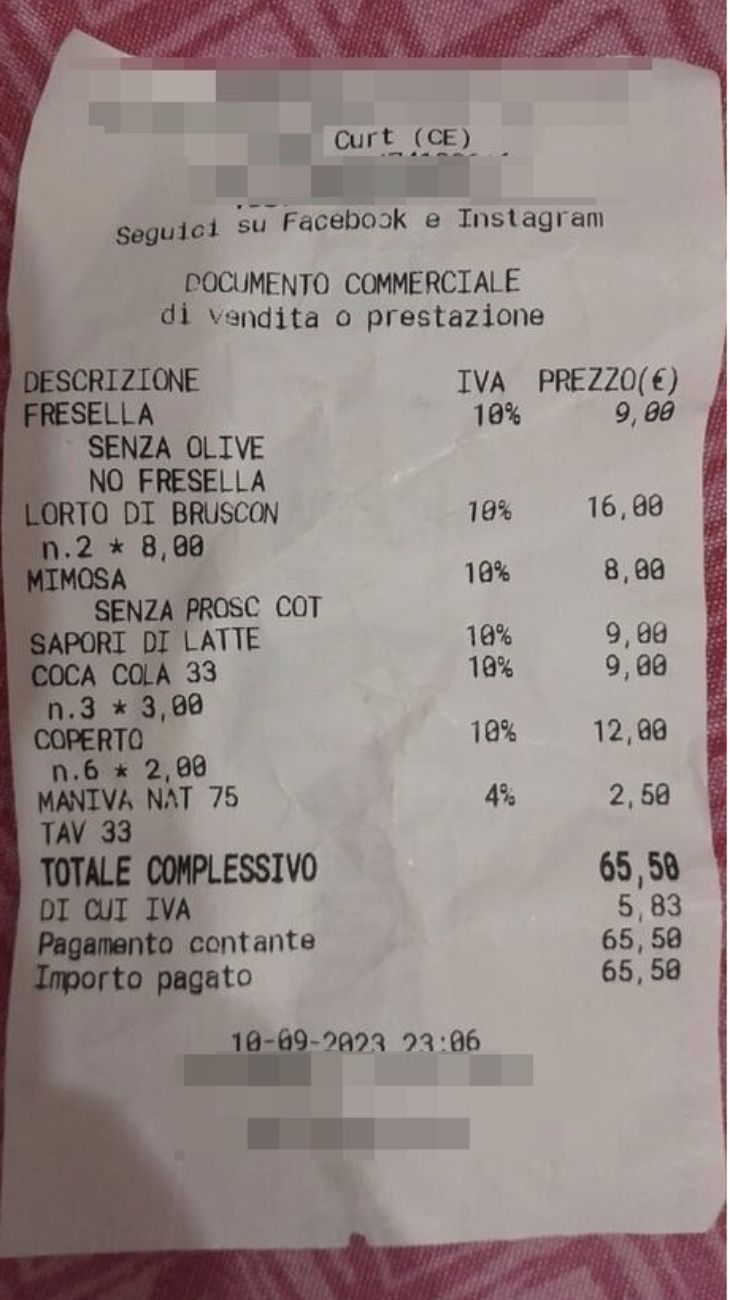 Curt (CE)
Seguici su Facebook e Instagram
DOCUMENTO COMMERCIALE
di vendita o prestazione
DESCRIZIONE IVA PREZZO(€)
FRESELLA 10% 9,00
SENZA OLIVE
NO FRESELLA
LORTO DI BRUSCON 10% 16,00
n.2 * 8,00
MIMOSA 10% 8,00
SENZA PROSC COT
SAPORI DI LATTE 10% 9,00
COCA COLA 33 10% 9,00
n.3 * 3,00
COPERTO 10% 12,00
n.6 * 2,00
MANIVA NAT 75 4% 2,50
TAV 33
TOTALE COMPLESSIVO 65,50
DI CUI IVA 5,83
Pagamento contante 65,50
Importo pagato 65,50
10-09-2023 23:06